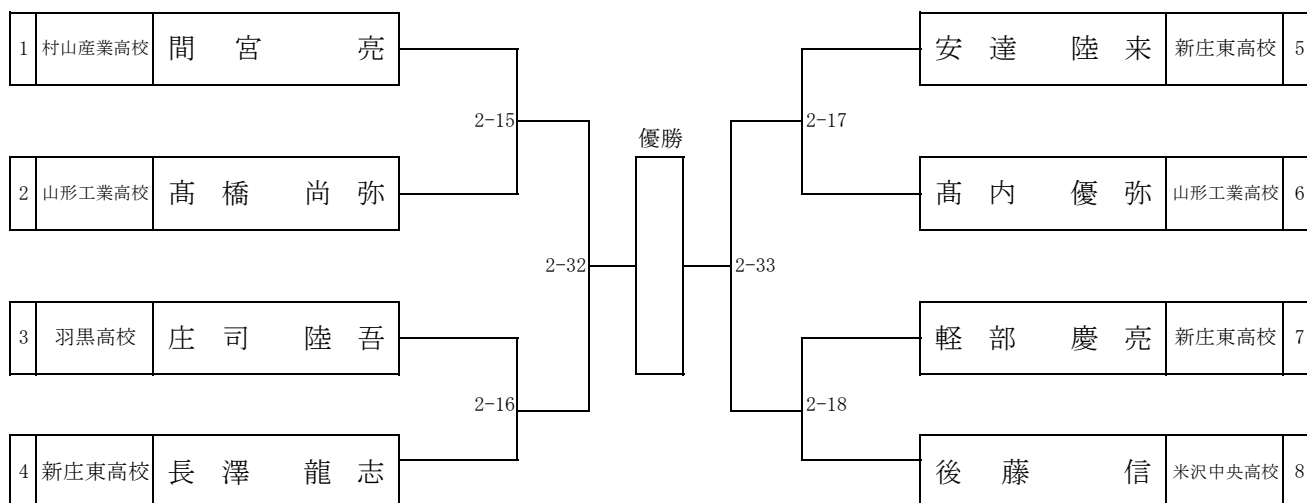 1 村山産業高校 間宮 亮
2-15
2 山形工業高校 髙橋 尚弥
2-32
3 羽黒高校 庄司 陸吾
2-16
4 新庄東高校 長澤 龍志
優勝
安達 陸来 新庄東高校 5
2-17
髙内 優弥 山形工業高校 6
2-33
軽部 慶亮 新庄東高校 7
2-18
後藤 信 米沢中央高校 8